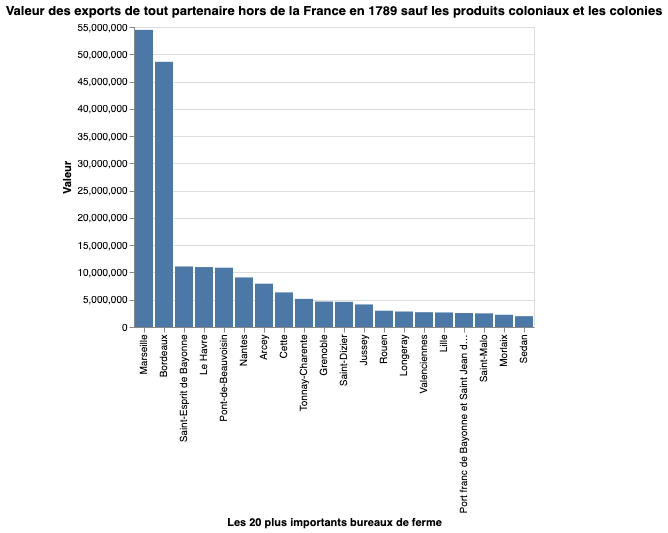 Valeur des exports de tout partenaire hors de la France en 1789 sauf les produits coloniaux et les colonies
55,000,000
50,000,000
45,000,000
40,000,000
35,000,000
30,000,000
25,000,000
20,000,000
15,000,000
10,000,000
5,000,000
0
Valeur
Marseille
Bordeaux
Saint-Esprit de Bayonne
Le Havre
Pont-de-Beauvoisin
Nantes
Arcey
Cette
Tonnay-Charente
Grenoble
Saint-Dizier
Jussey
Rouen
Longeray
Valenciennes
Lille
Port franc de Bayonne et Saint Jean d...
Saint-Malo
Morlaix
Sedan
Les 20 plus importants bureaux de ferme